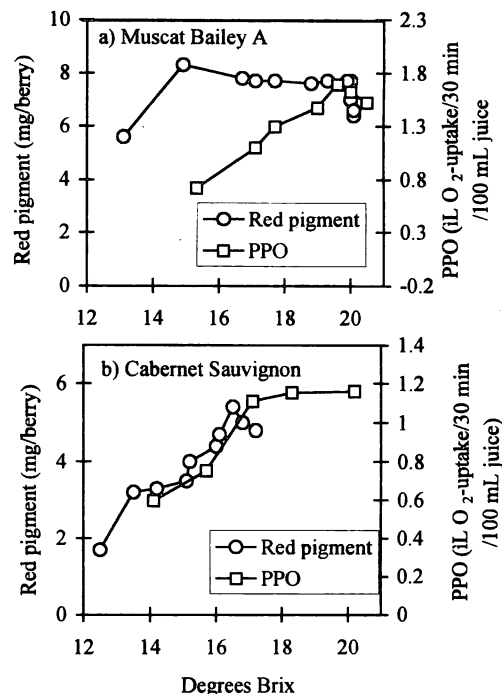 a) Muscat Bailey A
Red pigment (mg/berry)
10
8
6
4
2
0
2.3
1.8
1.3
0.8
2.3
-0.2
PPO (iL O 2-uptake/30 min
/100 mL juice
Red pigment
PPO
12 14 16 18 20
b) Cabernet Sauvignon
Red pigment (mg/berry)
6
4
2
0
1.4
1.2
1
0.8
0.6
0.4
0.2
0
PPO (iL O 2-uptake/30 min
/100 mL juice)
Red pigment
PPO
12 14 16 18 20
Degrees Brix